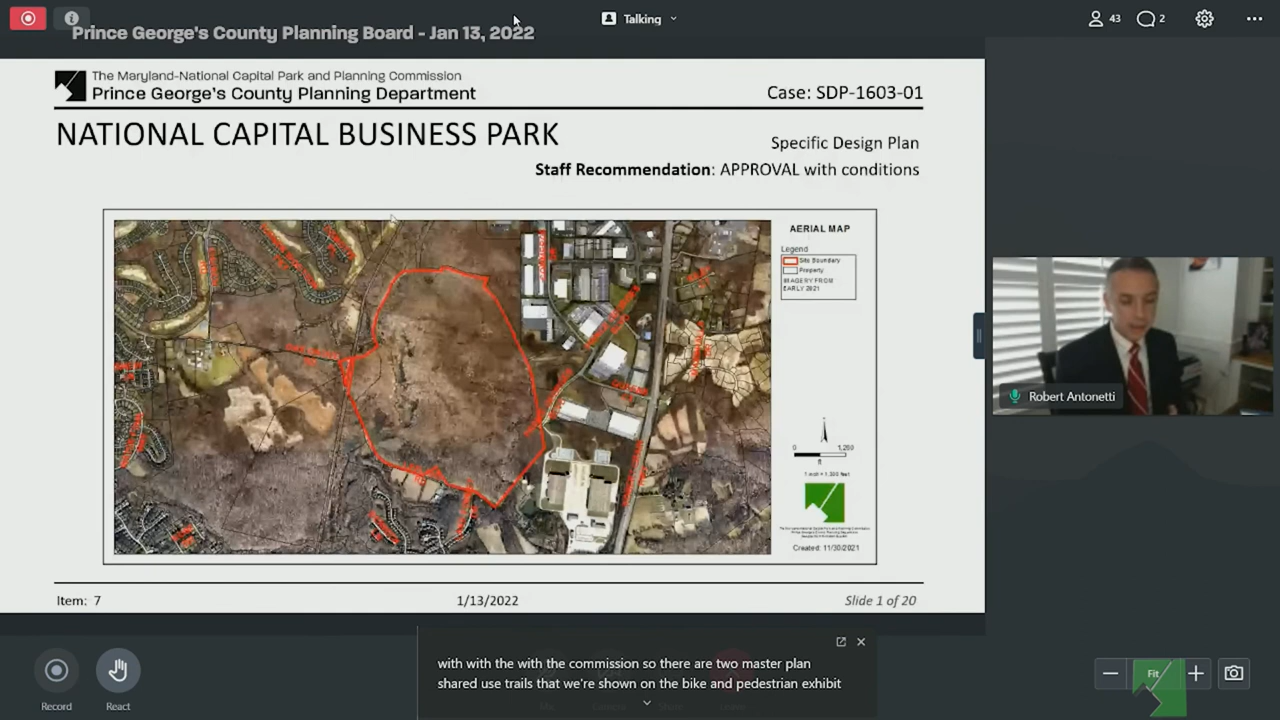 Prince George's County Planning Board - Jan 13, 2022
Talking
43
2
The Maryland-National Capital Park and Planning Commission
Prince George's County Planning Department
Case: SDP-1603-01
NATIONAL CAPITAL BUSINESS PARK
Specific Design Plan
Staff Recommendation: APPROVAL with conditions
AERIAL MAP
Legend
Site Boundary
Property
IMAGERY FROM
EARLY 2021
0
1,250
Created: 11/30/2021
Robert Antonetti
Item: 7
1/13/2022
Slide 1 of 20
with with the with the commission so there are two master plan
shared use trails that we're shown on the bike and pedestrian exhibit
Record
React
Fit